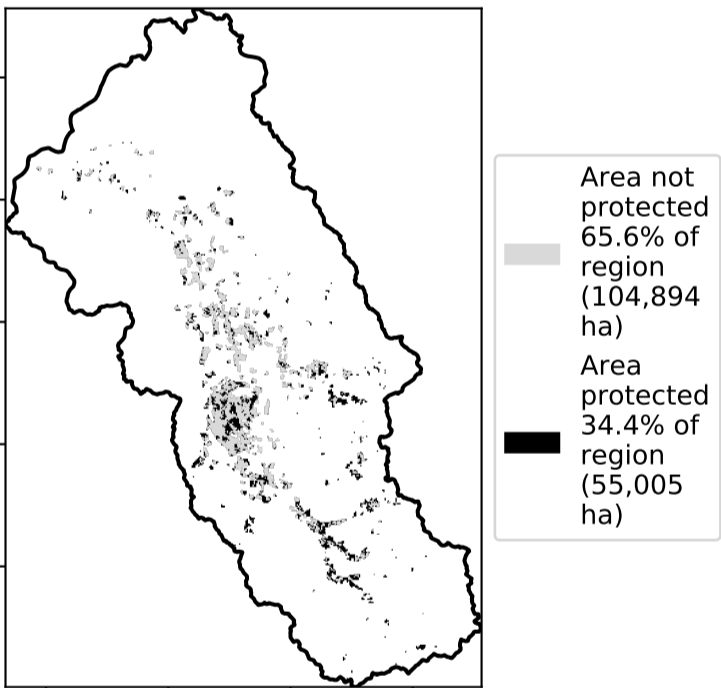 Area not
protected
65.6% of
region
(104,894
ha)
Area
protected
34.4% of
region
(55,005
ha)